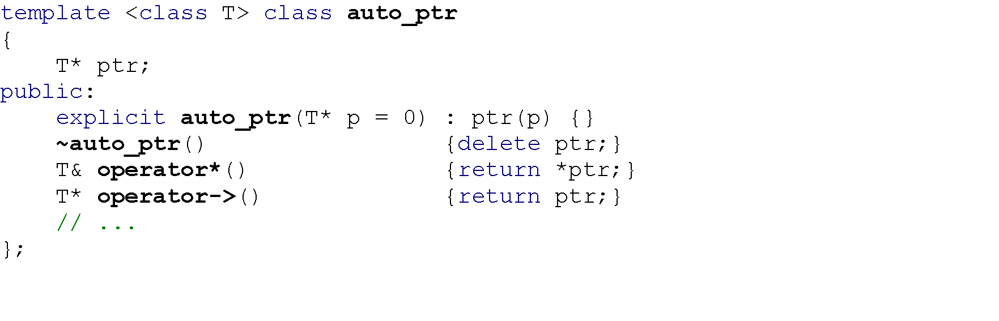 template <class T> class auto_ptr
{
    T* ptr;
public:
    explicit auto_ptr(T* p = 0) : ptr(p) {}
    ~auto_ptr()                 {delete ptr;}
    T& operator*()              {return *ptr;}
    T* operator->()             {return ptr;}
    // ...
};